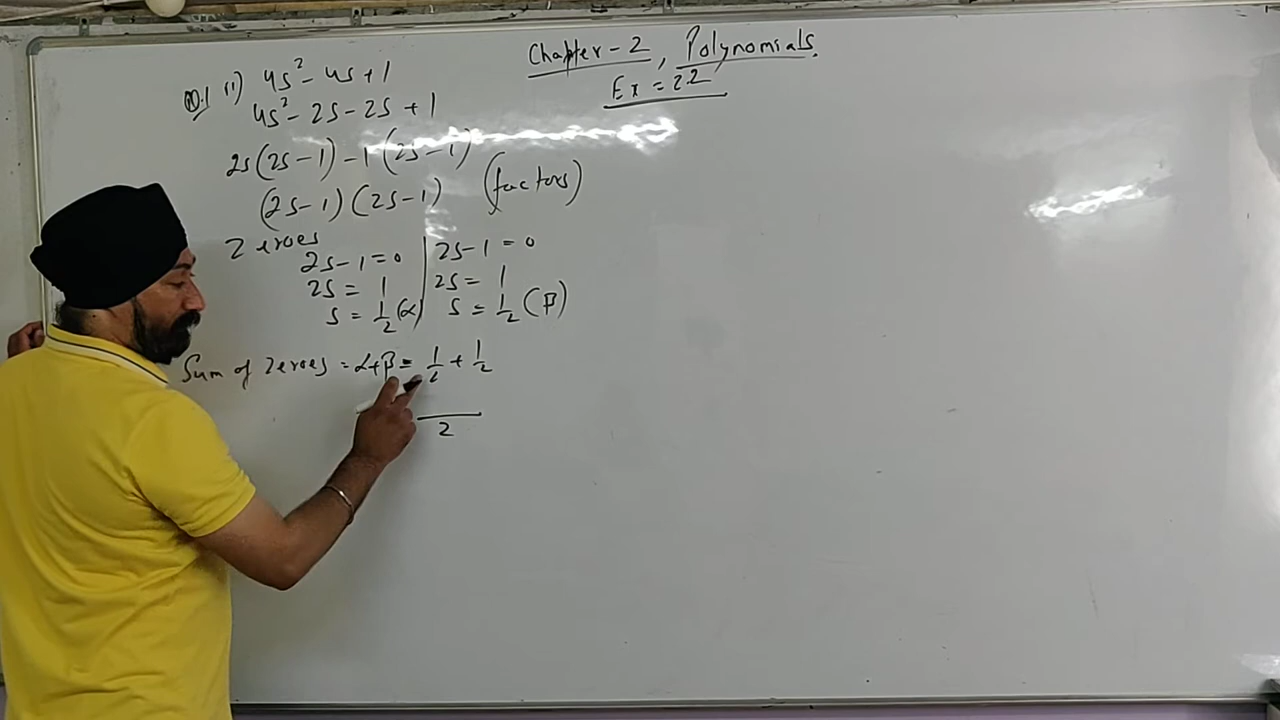 Chapter - 2, Polynomials.
Ex = 2.2
Q.1 (ii) 4s² - 4s + 1
4s² - 2s - 2s + 1
2s(2s - 1) - 1(2s - 1)
(2s - 1)(2s - 1) (factors)
Zeroes
2s - 1 = 0 | 2s - 1 = 0
2s = 1 | 2s = 1
s = 1/2 (α) | s = 1/2 (β)
Sum of zeroes = α+β = 1/2 + 1/2
2